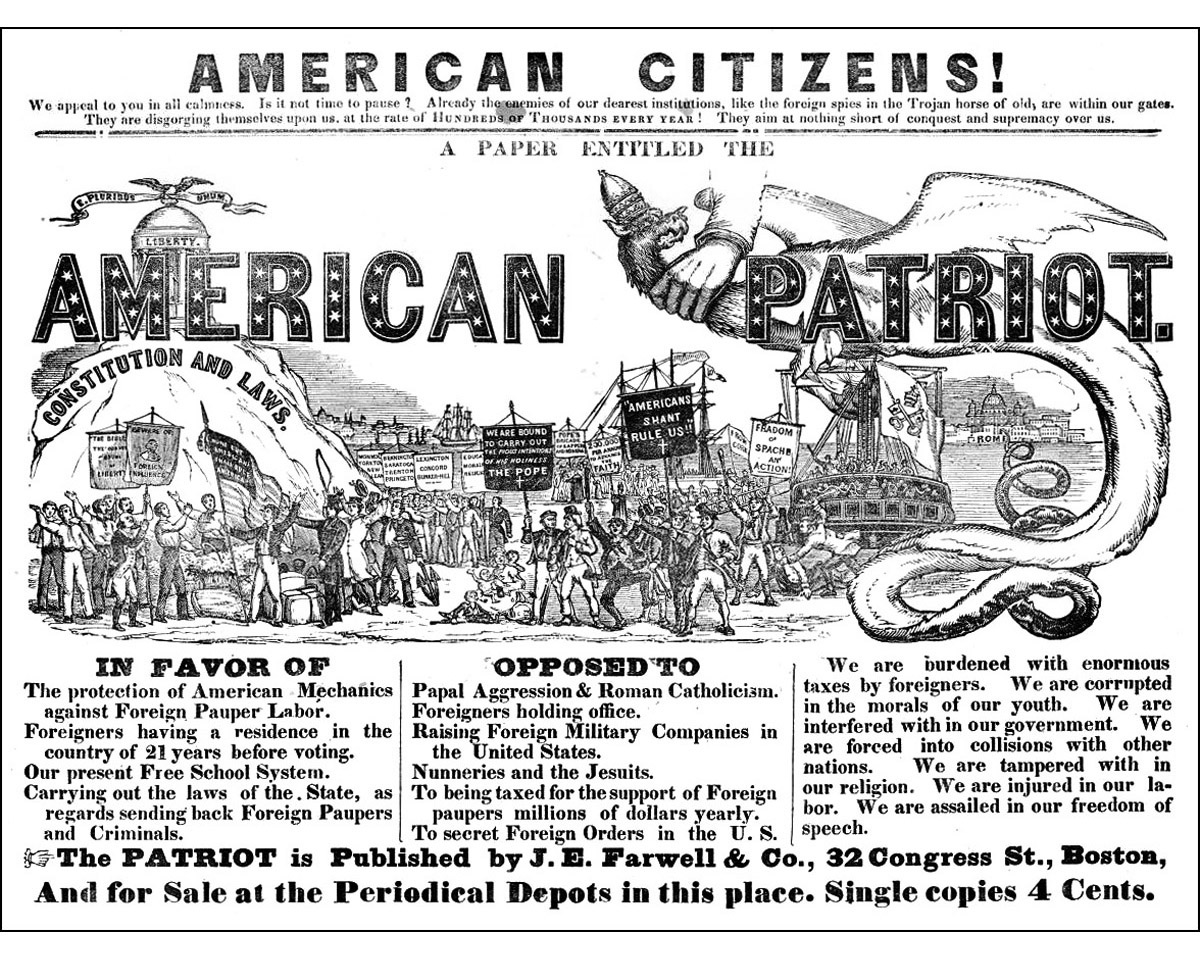 AMERICAN CITIZENS!
We appeal to you in all calmness. Is it not time to pause? Already the enemies of our dearest institutions, like the foreign spies in the Trojan horse of old, are within our gates.
They are disgorging themselves upon us, at the rate of HUNDREDS OF THOUSANDS EVERY YEAR! They aim at nothing short of conquest and supremacy over us.
A PAPER ENTITLED THE
E. PLURIBUS UNUM
LIBERTY.
AMERICAN PATRIOT.
CONSTITUTION AND LAWS.
THE BIBLE
LIBERTY
BEWARE OF
FOREIGN
INFLUENCE
BENNINGTON
SARATOGA
TRENTON
PRINCETON
LEXINGTON
CONCORD
BUNKER-HILL
WE ARE BOUND
TO CARRY OUT
THE PIOUS INTENTIONS
OF HIS HOLINESS
THE POPE
FAITH
"AMERICANS
SHANT
RULE US!!"
FRADOM
OF
SPACHE
AN'
ACTION!
ROME
IN FAVOR OF
The protection of American Mechanics
against Foreign Pauper Labor.
Foreigners having a residence in the
country of 21 years before voting.
Our present Free School System.
Carrying out the laws of the State, as
regards sending back Foreign Paupers
and Criminals.
OPPOSED TO
Papal Aggression & Roman Catholicism.
Foreigners holding office.
Raising Foreign Military Companies in
the United States.
Nunneries and the Jesuits.
To being taxed for the support of Foreign
paupers millions of dollars yearly.
To secret Foreign Orders in the U. S.
We are burdened with enormous
taxes by foreigners. We are corrupted
in the morals of our youth. We are
interfered with in our government. We
are forced into collisions with other
nations. We are tampered with in
our religion. We are injured in our la-
bor. We are assailed in our freedom of
speech.
The PATRIOT is Published by J. E. Farwell & Co., 32 Congress St., Boston,
And for Sale at the Periodical Depots in this place. Single copies 4 Cents.